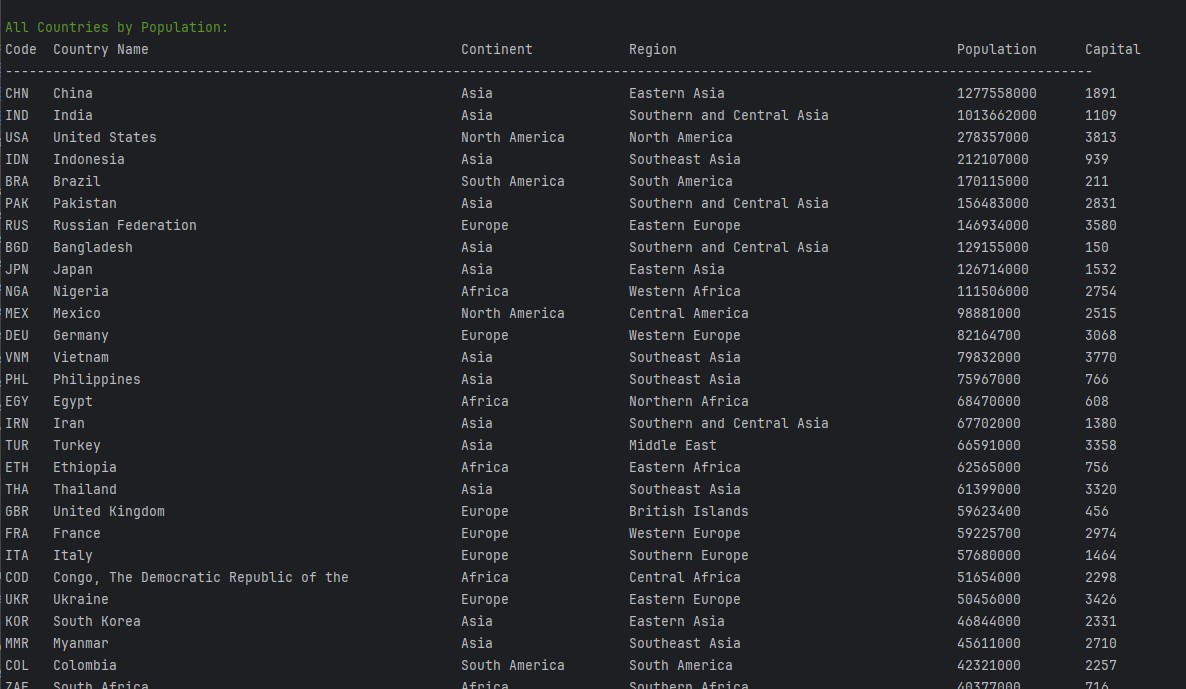 All Countries by Population:
Code Country Name Continent Region Population Capital
----------------------------------------------------------------------------------------------------------------------------------------
CHN China Asia Eastern Asia 1277558000 1891
IND India Asia Southern and Central Asia 1013662000 1109
USA United States North America North America 278357000 3813
IDN Indonesia Asia Southeast Asia 212107000 939
BRA Brazil South America South America 170115000 211
PAK Pakistan Asia Southern and Central Asia 156483000 2831
RUS Russian Federation Europe Eastern Europe 146934000 3580
BGD Bangladesh Asia Southern and Central Asia 129155000 150
JPN Japan Asia Eastern Asia 126714000 1532
NGA Nigeria Africa Western Africa 111506000 2754
MEX Mexico North America Central America 98881000 2515
DEU Germany Europe Western Europe 82164700 3068
VNM Vietnam Asia Southeast Asia 79832000 3770
PHL Philippines Asia Southeast Asia 75967000 766
EGY Egypt Africa Northern Africa 68470000 608
IRN Iran Asia Southern and Central Asia 67702000 1380
TUR Turkey Asia Middle East 66591000 3358
ETH Ethiopia Africa Eastern Africa 62565000 756
THA Thailand Asia Southeast Asia 61399000 3320
GBR United Kingdom Europe British Islands 59623400 456
FRA France Europe Western Europe 59225700 2974
ITA Italy Europe Southern Europe 57680000 1464
COD Congo, The Democratic Republic of the Africa Central Africa 51654000 2298
UKR Ukraine Europe Eastern Europe 50456000 3426
KOR South Korea Asia Eastern Asia 46844000 2331
MMR Myanmar Asia Southeast Asia 45611000 2710
COL Colombia South America South America 42321000 2257
ZAF South Africa Africa Southern Africa 40377000 716